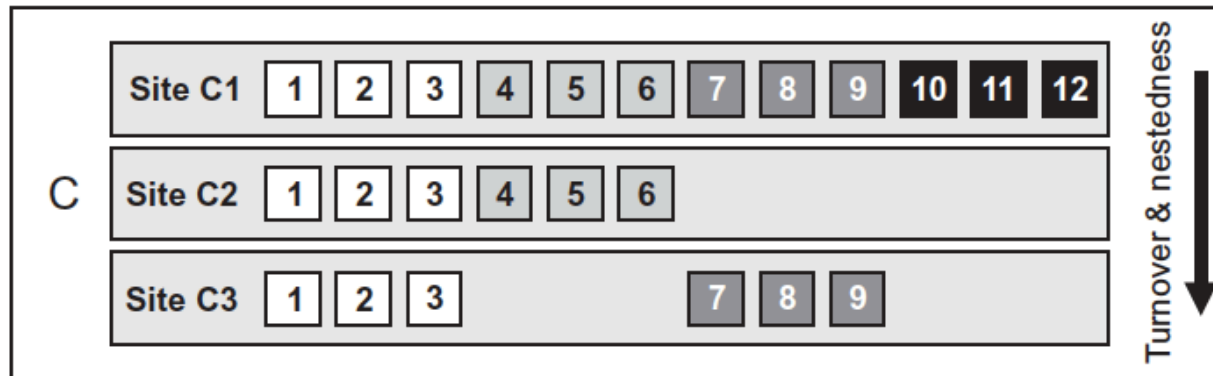 Site C1 1 2 3 4 5 6 7 8 9 10 11 12
C
Site C2 1 2 3 4 5 6
Site C3 1 2 3 7 8 9
Turnover & nestedness